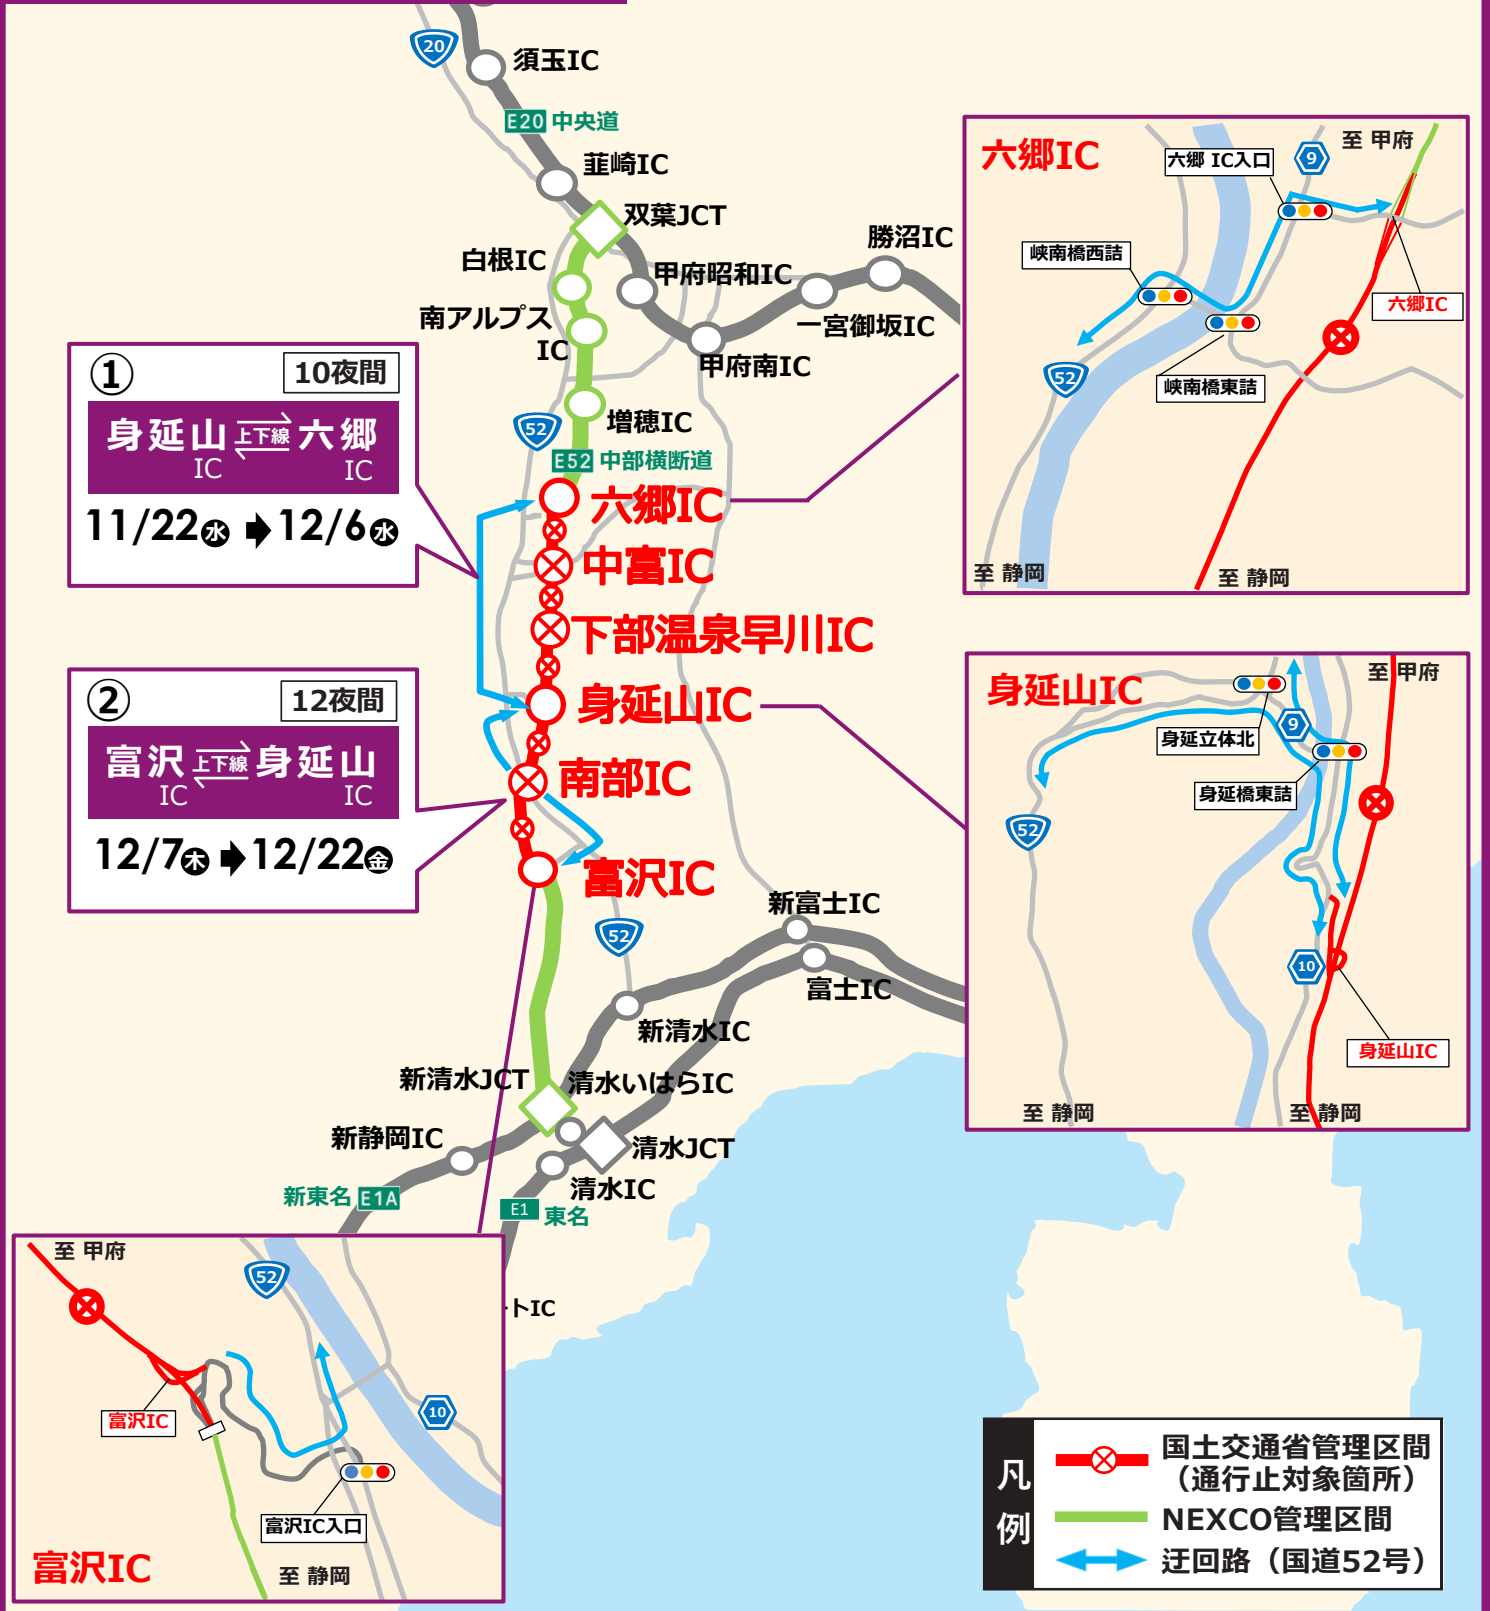 20
須玉IC
E20 中央道
韮崎IC
双葉JCT
白根IC
甲府昭和IC
勝沼IC
南アルプス
IC
一宮御坂IC
甲府南IC
52
増穂IC
E52 中部横断道
六郷IC
中富IC
下部温泉早川IC
身延山IC
南部IC
富沢IC
52
新富士IC
富士IC
新清水IC
新清水JCT
清水いはらIC
新静岡IC
清水JCT
清水IC
新東名 E1A
E1 東名
トIC
① 10夜間
身延山 上下線 六郷
IC IC
11/22水 ➡ 12/6水
② 12夜間
富沢 上下線 身延山
IC IC
12/7木 ➡ 12/22金
六郷IC
至 甲府
六郷 IC入口
9
峡南橋西詰
六郷IC
52
峡南橋東詰
至 静岡
至 静岡
身延山IC
至 甲府
9
身延立体北
身延橋東詰
52
10
身延山IC
至 静岡
至 静岡
至 甲府
52
富沢IC
10
富沢IC入口
富沢IC
至 静岡
凡例
国土交通省管理区間
（通行止対象箇所）
NEXCO管理区間
迂回路（国道52号）